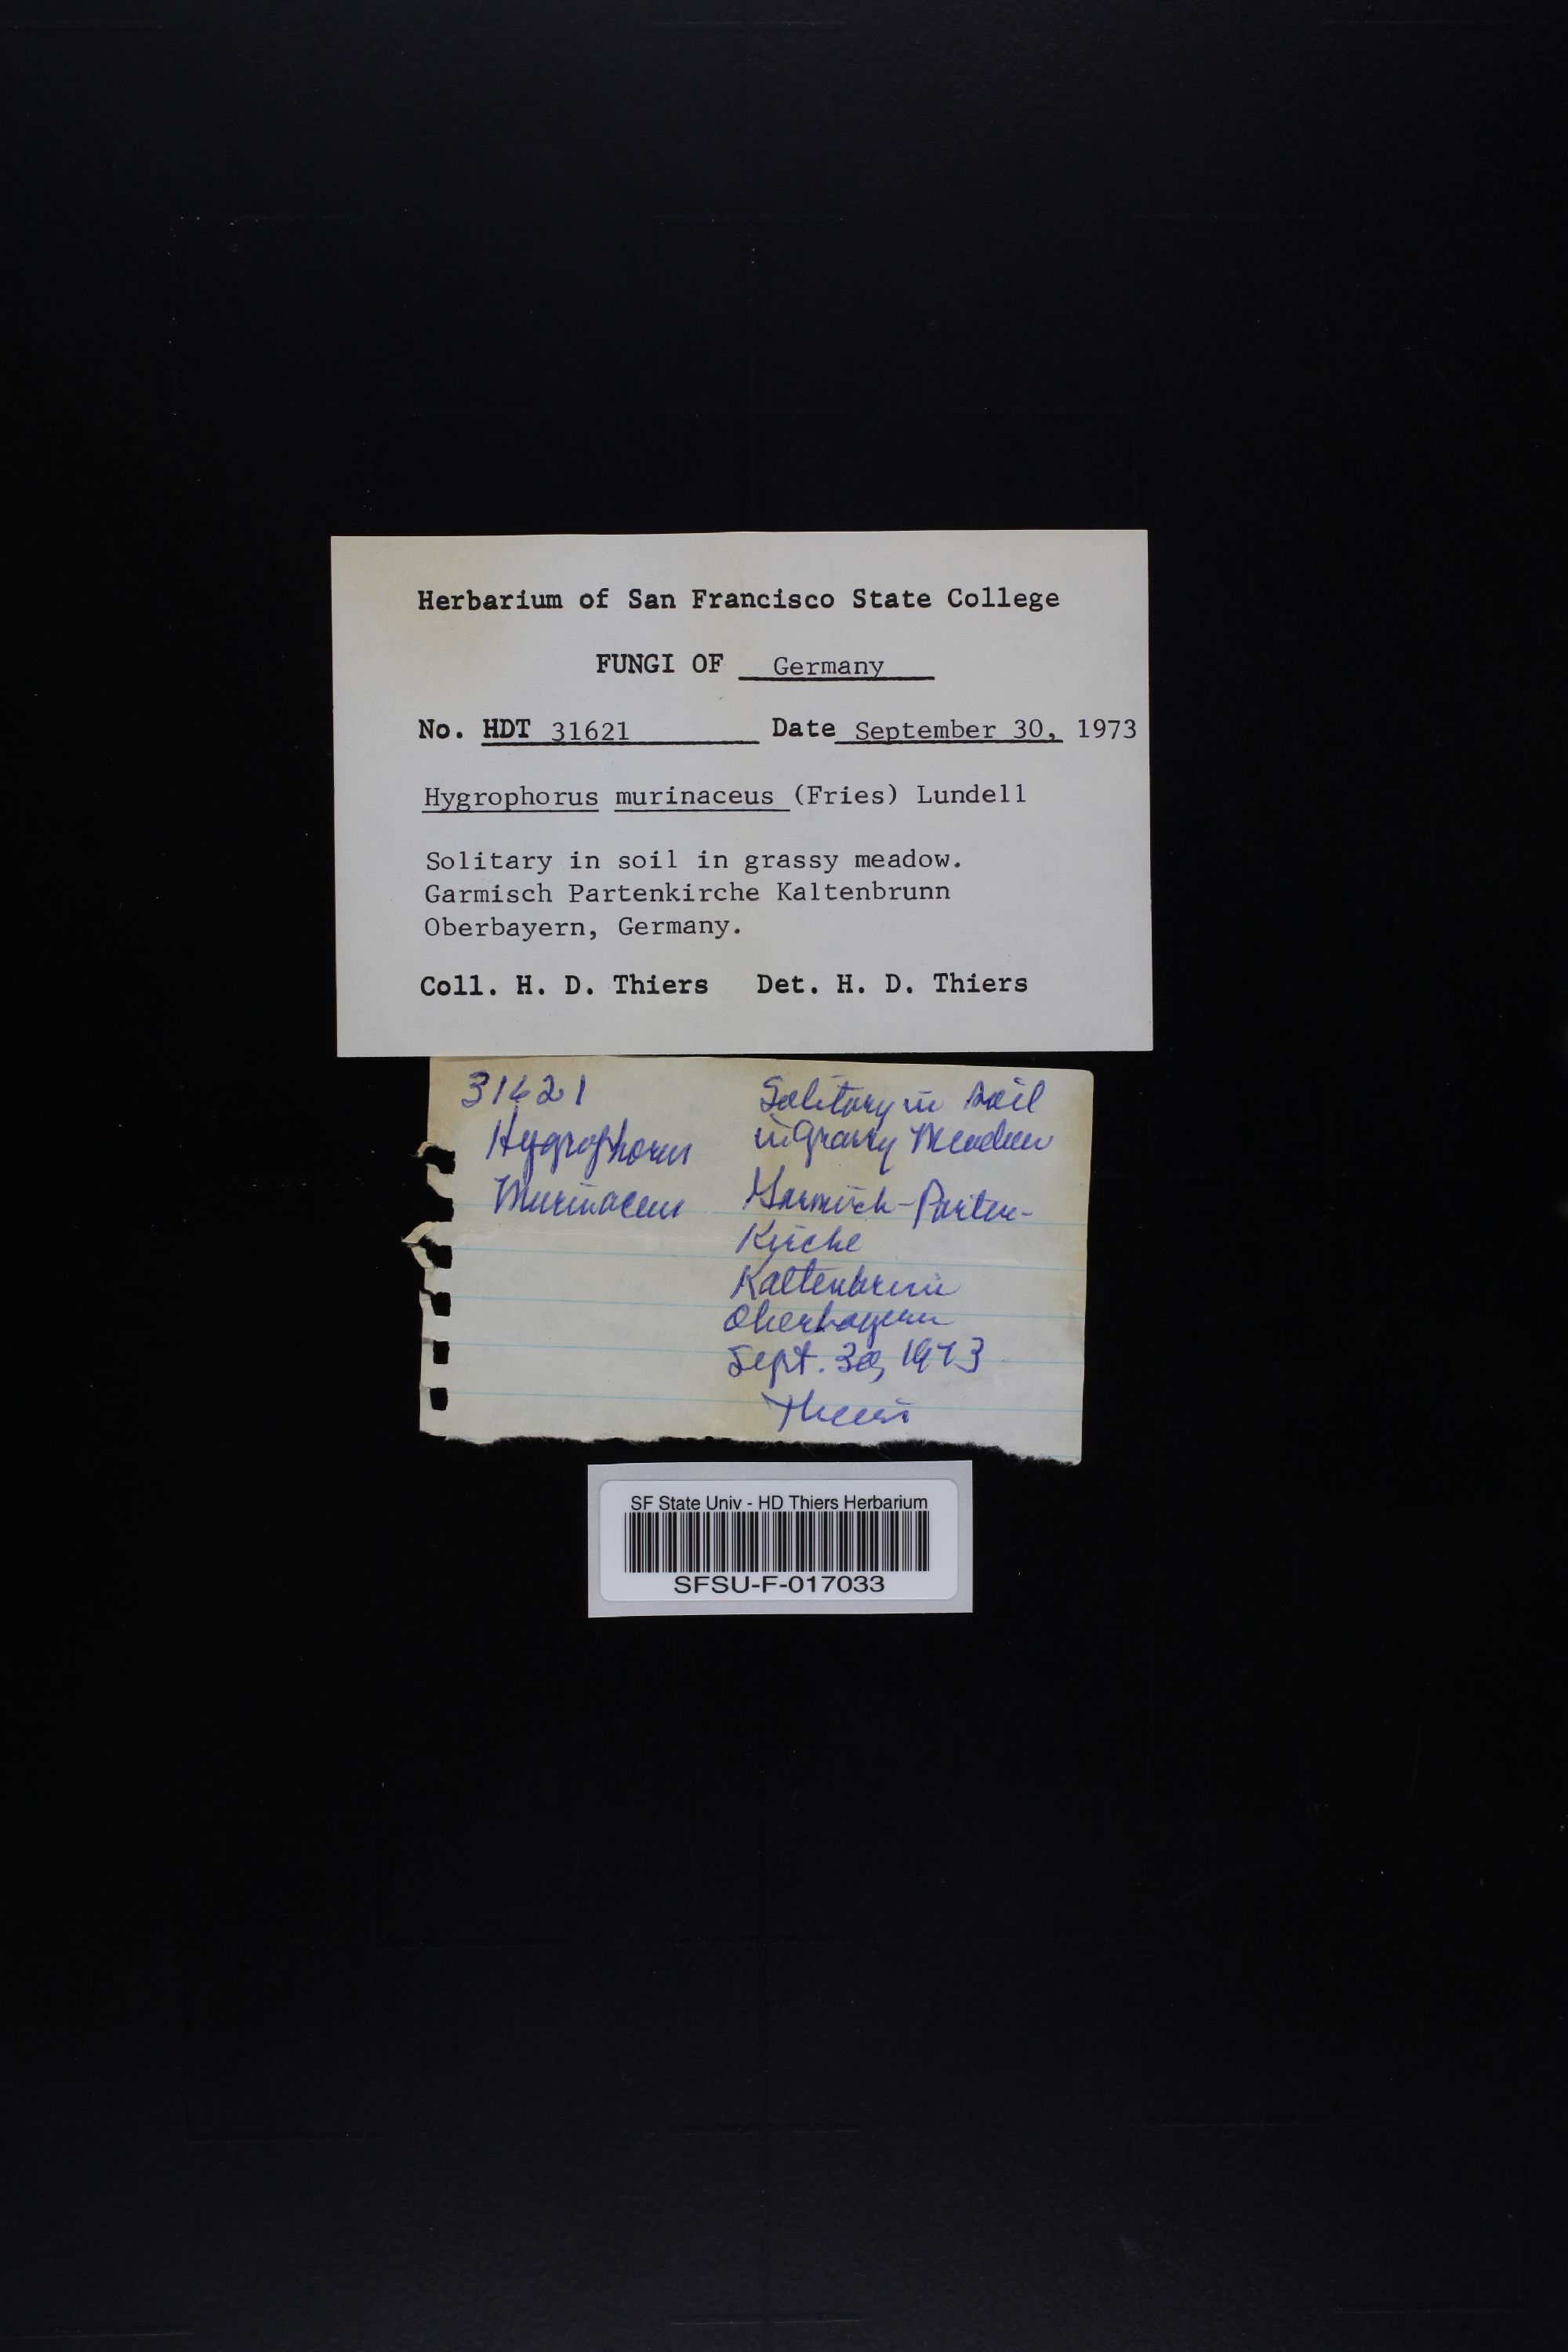 Herbarium of San Francisco State College
FUNGI OF Germany
No. HDT 31621 Date September 30, 1973
Hygrophorus murinaceus (Fries) Lundell
Solitary in soil in grassy meadow.
Garmisch Partenkirche Kaltenbrunn
Oberbayern, Germany.
Coll. H. D. Thiers Det. H. D. Thiers
31621
Hygrophorus
Murinaceus
Solitary in soil
in Grassy Meadow
Garmisch-Parten-
Kirche
Kaltenbrunn
Oberbayern
Sept. 30, 1973
Thiers
SF State Univ - HD Thiers Herbarium
SFSU-F-017033